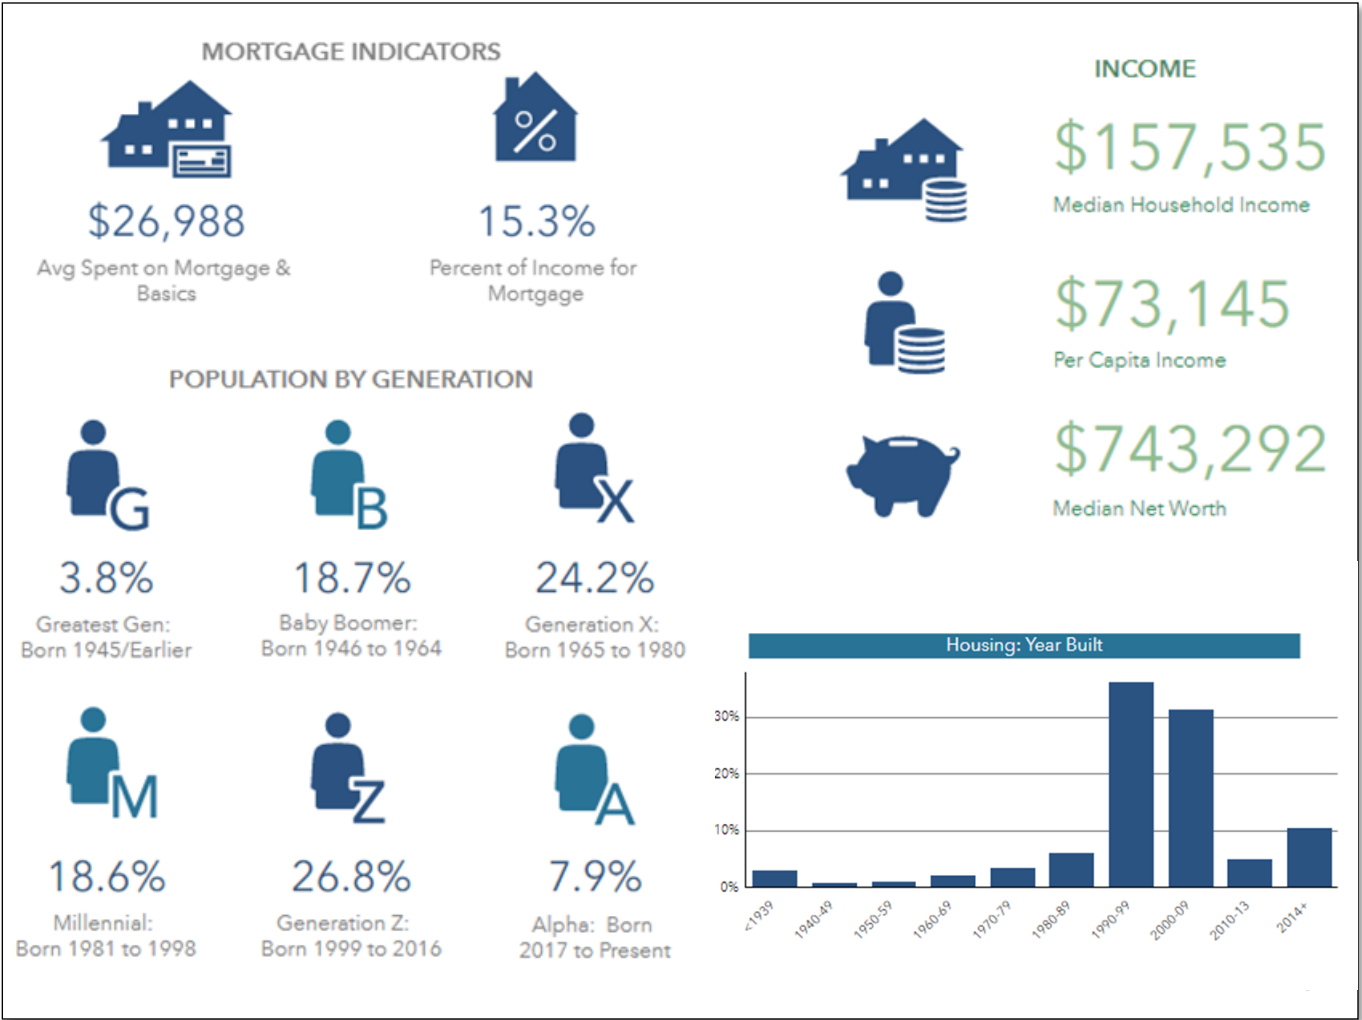 MORTGAGE INDICATORS
$26,988
Avg Spent on Mortgage &
Basics
15.3%
Percent of Income for
Mortgage
POPULATION BY GENERATION
G
3.8%
Greatest Gen:
Born 1945/Earlier
B
18.7%
Baby Boomer:
Born 1946 to 1964
X
24.2%
Generation X:
Born 1965 to 1980
M
18.6%
Millennial:
Born 1981 to 1998
Z
26.8%
Generation Z:
Born 1999 to 2016
A
7.9%
Alpha: Born
2017 to Present
INCOME
$157,535
Median Household Income
$73,145
Per Capita Income
$743,292
Median Net Worth
Housing: Year Built
30%
20%
10%
0%
<1939
1940-49
1950-59
1960-69
1970-79
1980-89
1990-99
2000-09
2010-13
2014+